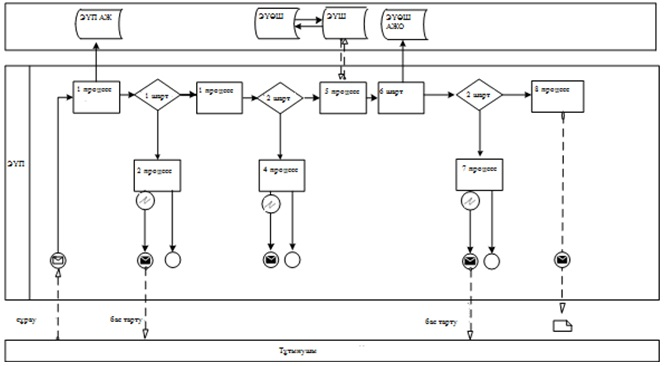 ЭҮП АЖ
ЭҮӨШ
ЭҮШ
ЭҮӨШ
АЖО
ЭҮП
1 процесс
1 шарт
1 процесс
2 шарт
5 процесс
6 шарт
2 шарт
8 процесс
2 процесс
4 процесс
7 процесс
сұрау
бас тарту
бас тарту
Тұтынушы